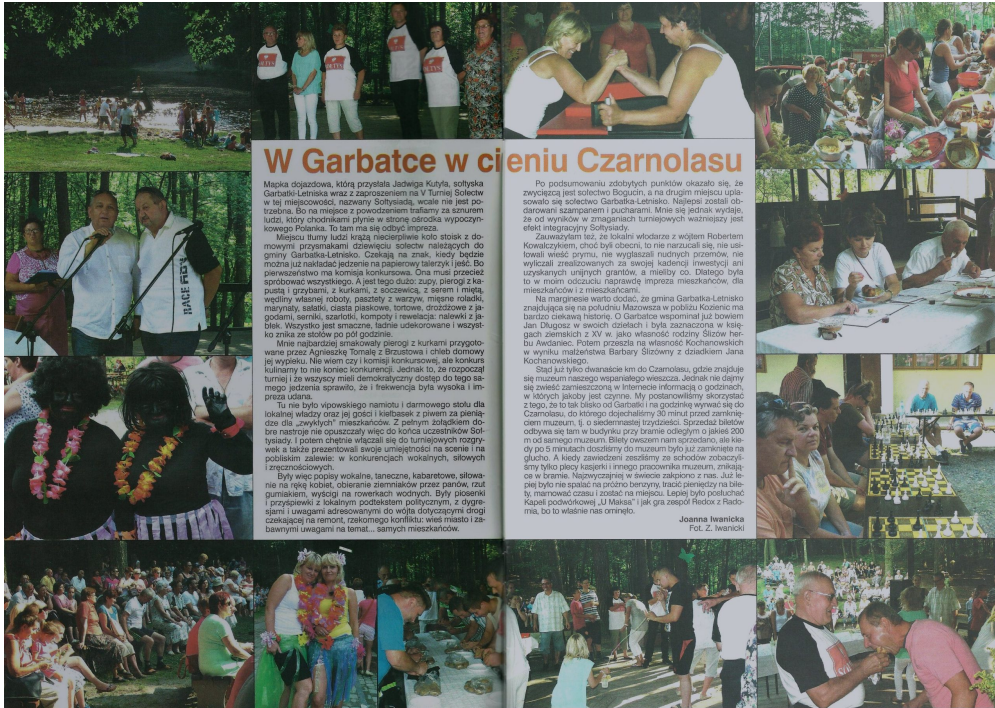 W Garbatce w cieniu Czarnolasu
Mapka dojazdowa, którą przysłała Jadwiga Kutyła, sołtyska
Garbatki-Letnisko wraz z zaproszeniem na V Turniej Sołectw
w tej miejscowości, nazwany Sołtysiadą, wcale nie jest po-
trzebna. Bo na miejsce z powodzeniem trafiamy za sznurem
ludzi, który chodnikami płynie w stronę ośrodka wypoczyn-
kowego Polanka. To tam ma się odbyć impreza.
Miejscu tłumy ludzi krążą niecierpliwie koło stoisk z do-
mowymi przysmakami dziewięciu sołectw należących do
gminy Garbatka-Letnisko. Czekają na znak, kiedy będzie
można już nakładać jedzenie na papierowy talerzyk i jeść. Bo
pierwszeństwo ma komisja konkursowa. Ona musi przecież
spróbować wszystkiego. A jest tego dużo: zupy, pierogi z ka-
pustą i grzybami, z kurkami, z soczewicą, z serem i miętą,
wędliny własnej roboty, pasztety z warzyw, mięsne roladki,
marynaty, sałatki, ciasta piaskowe, tortowe, drożdżowe z ja-
godami, serniki, szarlotki, kompoty i rewelacja: nalewki z ja-
błek. Wszystko jest smaczne, ładnie udekorowane i wszyst-
ko znika ze stołów po pół godzinie.
Mnie najbardziej smakowały pierogi z kurkami przygoto-
wane przez Agnieszkę Tomalę z Brzustowa i chleb domowy
jej wypieku. Nie wiem czy i komisji konkursowej, ale konkurs
kulinarny to nie koniec konkurencji. Jednak to, że rozpoczął
turniej i że wszyscy mieli demokratyczny dostęp do tego sa-
mego jedzenia sprawiło, że i frekwencja była wysoka i im-
preza udana.
Tu nie było vipowskiego namiotu i darmowego stołu dla
lokalnej władzy oraz jej gości i kiełbasek z piwem za pienią-
dze dla „zwykłych” mieszkańców. Z pełnym żołądkiem do-
bre nastroje nie opuszczały więc do końca uczestników Soł-
tysiady. I potem chętnie włączali się do turniejowych rozgry-
wek a także prezentowali swoje umiejętności na scenie i na
pobliskim zalewie: w konkurencjach wokalnych, siłowych
i zręcznościowych.
Były więc popisy wokalne, taneczne, kabaretowe, siłowa-
nie na rękę kobiet, obieranie ziemniaków przez panów, rzut
gumiakiem, wyścigi na rowerkach wodnych. Były piosenki
i przyśpiewki z lokalnym podtekstem politycznym, z dygre-
sjami i uwagami adresowanymi do wójta dotyczącymi drogi
czekającej na remont, rzekomego konfliktu: wieś miasto i za-
bawnymi uwagami na temat... samych mieszkańców.
Po podsumowaniu zdobytych punktów okazało się, że
zwycięzcą jest sołectwo Bogucin, a na drugim miejscu upla-
sowało się sołectwo Garbatka-Letnisko. Najlepsi zostali ob-
darowani szampanem i pucharami. Mnie się jednak wydaje,
że od wyników w zmaganiach turniejowych ważniejszy jest
efekt integracyjny Sołtysiady.
Zauważyłam też, że lokalni włodarze z wójtem Robertem
Kowalczykiem, choć byli obecni, to nie narzucali się, nie usi-
łowali wieść prymu, nie wygłaszali nudnych przemów, nie
wyliczali zrealizowanych za swojej kadencji inwestycji ani
uzyskanych unijnych grantów, a mieliby co. Dlatego była
to w moim odczuciu naprawdę impreza mieszkańców, dla
mieszkańców i z mieszkańcami.
Na marginesie warto dodać, że gmina Garbatka-Letnisko
znajdująca się na południu Mazowsza w pobliżu Kozienic ma
bardzo ciekawą historię. O Garbatce wspominał już bowiem
Jan Długosz w swoich dziełach i była zaznaczona w księ-
gach ziemskich z XV w. jako własność rodziny Ślizów her-
bu Awdaniec. Potem przeszła na własność Kochanowskich
w wyniku małżeństwa Barbary Ślizówny z dziadkiem Jana
Kochanowskiego.
Stąd już tylko dwanaście km do Czarnolasu, gdzie znajduje
się muzeum naszego wspaniałego wieszcza. Jednak nie dajmy
się zwieść zamieszczoną w Internecie informacją o godzinach,
w których jakoby jest czynne. My postanowiliśmy skorzystać
z tego, że to tak blisko od Garbatki i na godzinkę wyrwać się do
Czarnolasu, do którego dojechaliśmy 30 minut przed zamknię-
ciem muzeum, tj. o siedemnastej trzydzieści. Sprzedaż biletów
odbywa się tam w budynku przy bramie odległym o jakieś 200
m od samego muzeum. Bilety owszem nam sprzedano, ale kie-
dy po 5 minutach doszliśmy do muzeum było już zamknięte na
głucho. A kiedy zawiedzeni zeszliśmy ze schodów zobaczyli-
śmy tylko plecy kasjerki i innego pracownika muzeum, znikają-
ce w bramie. Najzwyczajniej w świecie zakpiono z nas. Już le-
piej było nie spalać na próżno benzyny, tracić pieniędzy na bile-
ty, marnować czasu i zostać na miejscu. Lepiej było posłuchać
Kapeli podwórkowej „U Maksa” i jak gra zespół Redox z Rado-
mia, bo to właśnie nas ominęło.
Joanna Iwanicka
Fot. Z. Iwanicki
RACE FIGTE